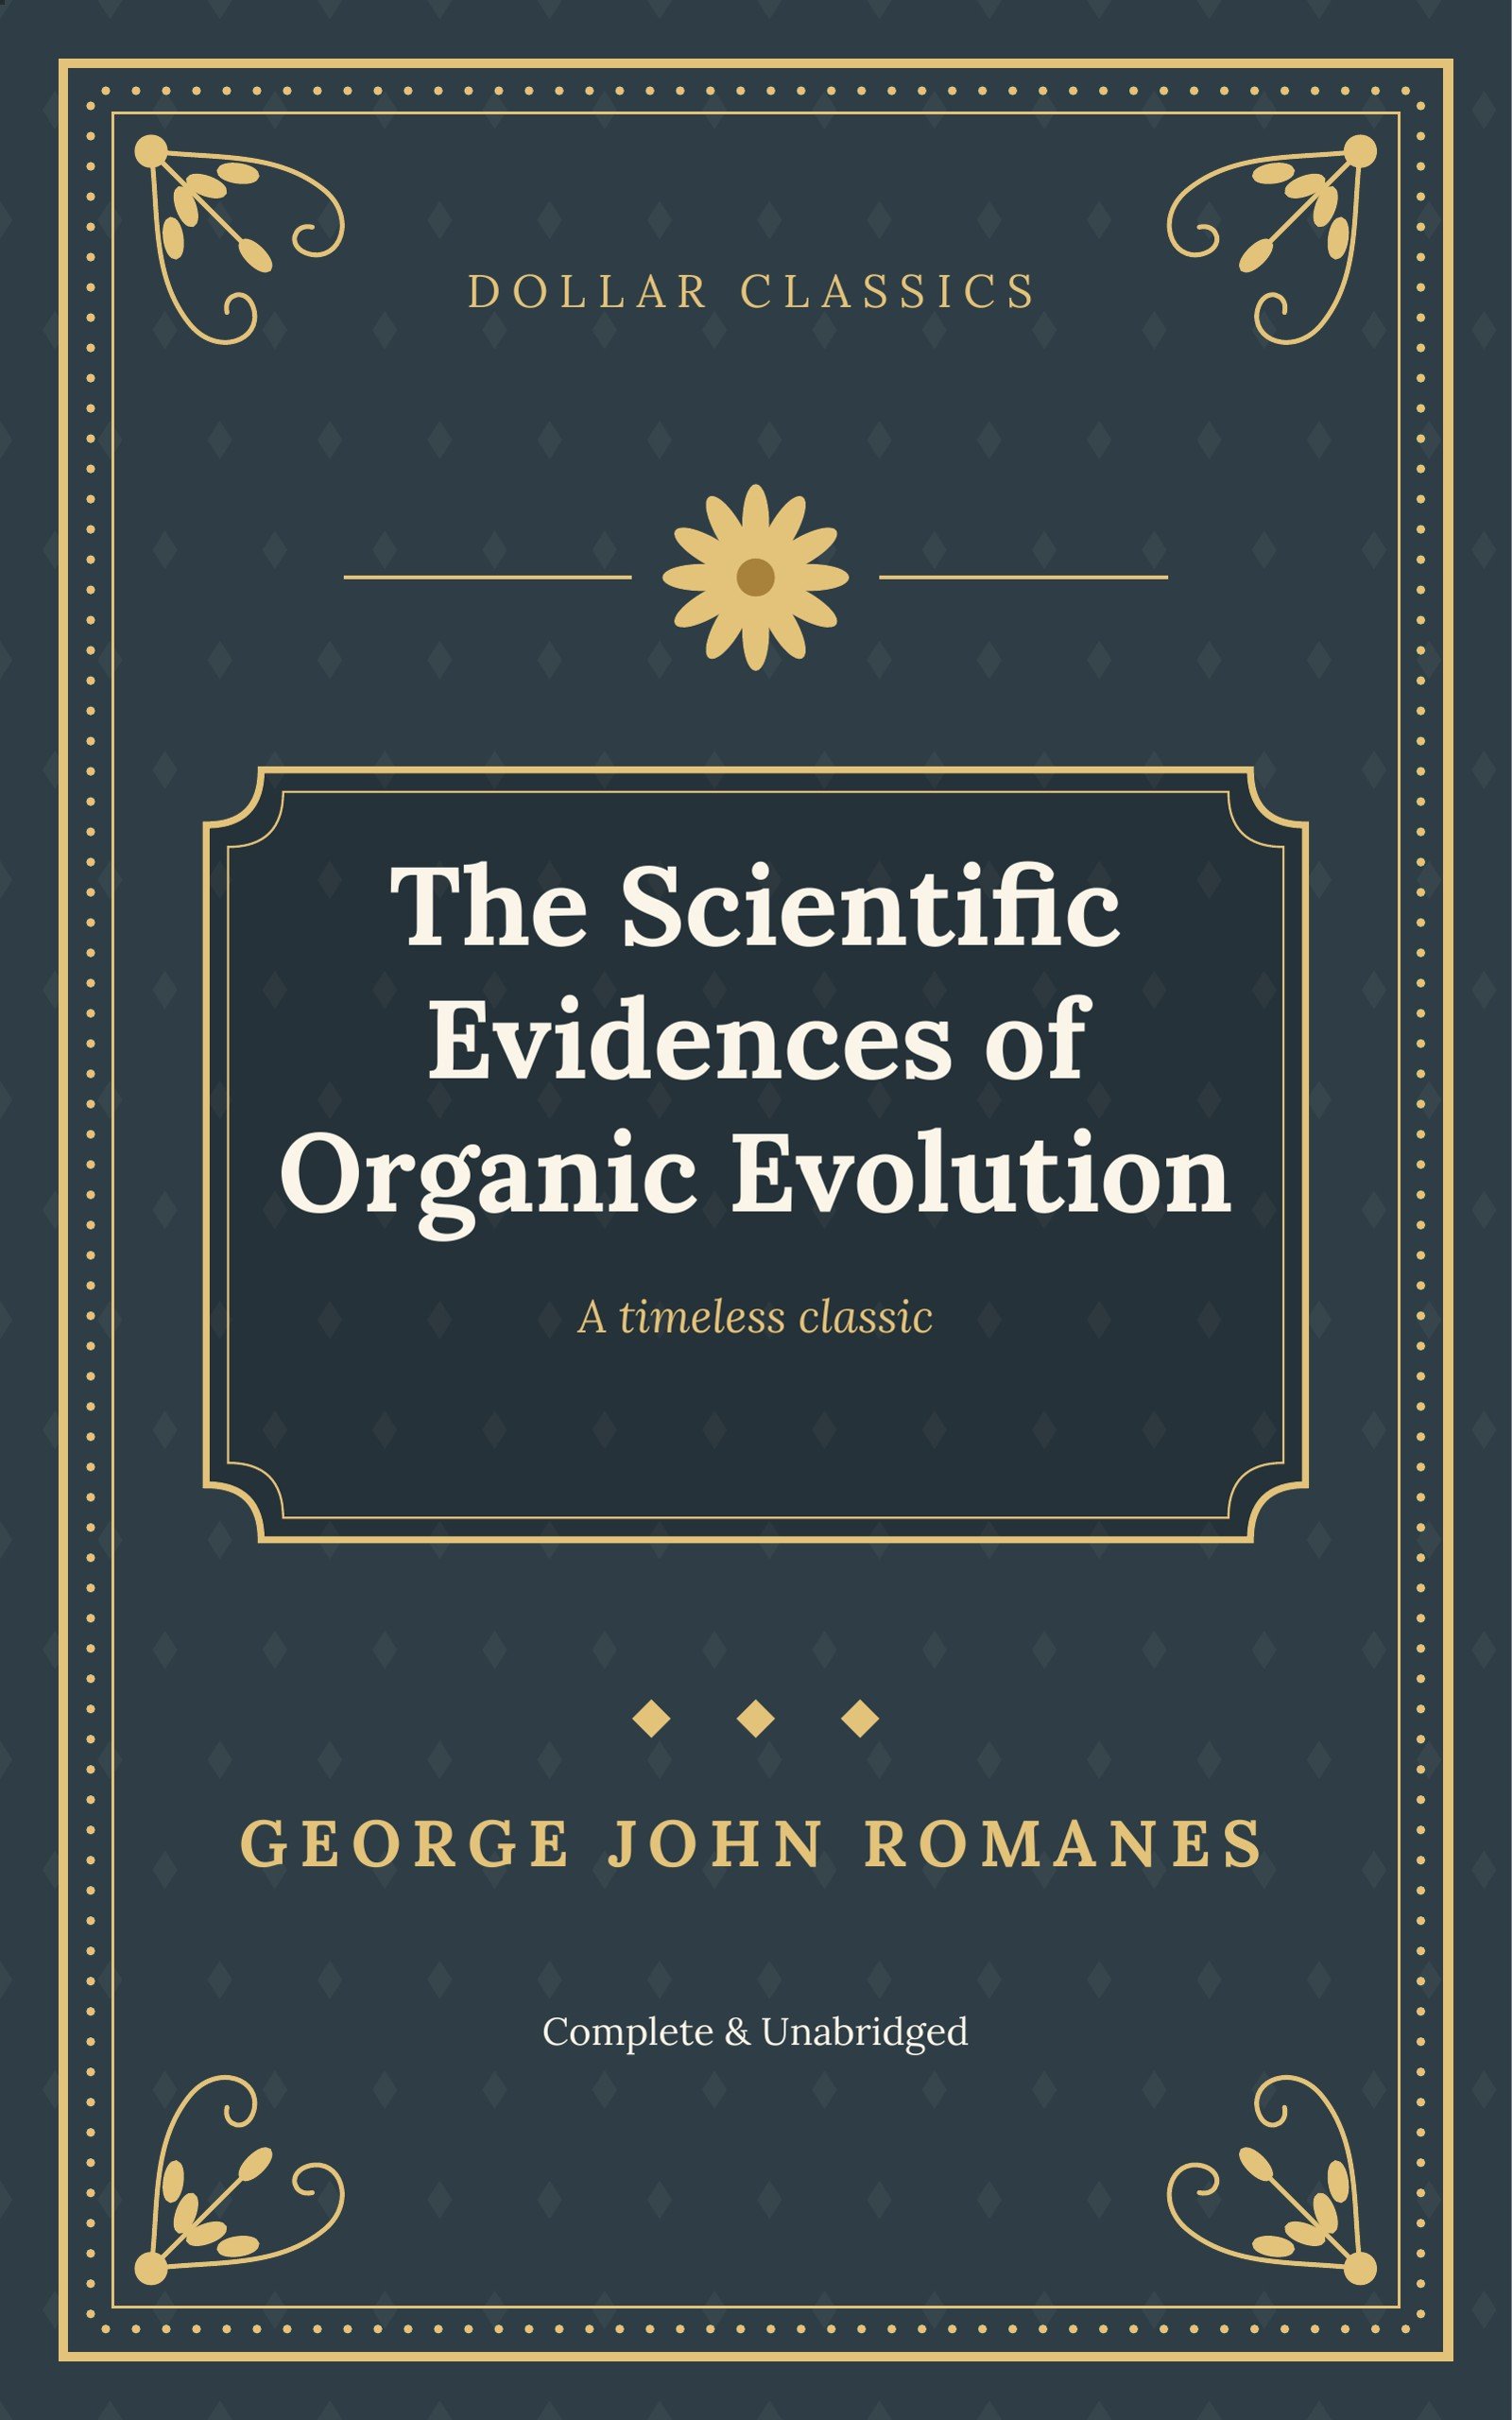 DOLLAR CLASSICS
The Scientific
Evidences of
Organic Evolution
A timeless classic
GEORGE JOHN ROMANES
Complete & Unabridged